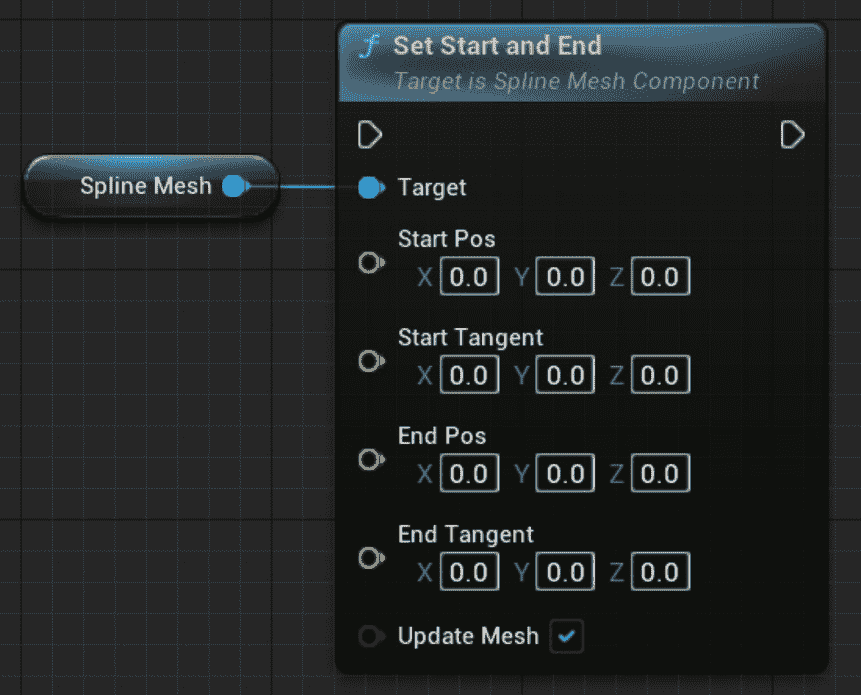 f Set Start and End
Target is Spline Mesh Component
Spline Mesh
Target
Start Pos
X 0.0 Y 0.0 Z 0.0
Start Tangent
X 0.0 Y 0.0 Z 0.0
End Pos
X 0.0 Y 0.0 Z 0.0
End Tangent
X 0.0 Y 0.0 Z 0.0
Update Mesh